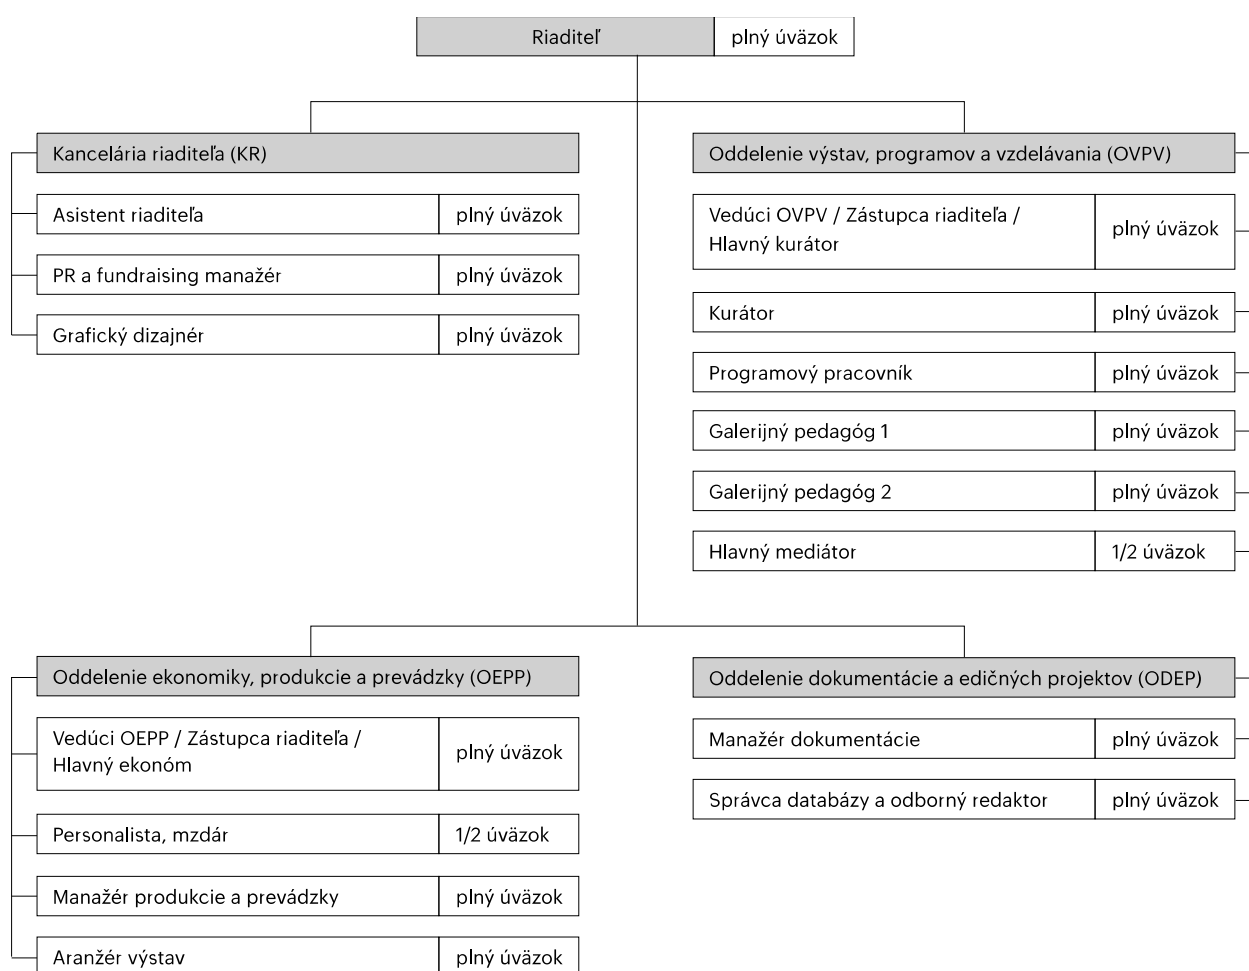 Riaditeľ plný úväzok
Kancelária riaditeľa (KR)
Asistent riaditeľa plný úväzok
PR a fundraising manažér plný úväzok
Grafický dizajnér plný úväzok
Oddelenie výstav, programov a vzdelávania (OVPV)
Vedúci OVPV / Zástupca riaditeľa /
Hlavný kurátor
plný úväzok
Kurátor plný úväzok
Programový pracovník plný úväzok
Galerijný pedagóg 1 plný úväzok
Galerijný pedagóg 2 plný úväzok
Hlavný mediátor 1/2 úväzok
Oddelenie ekonomiky, produkcie a prevádzky (OEPP)
Vedúci OEPP / Zástupca riaditeľa /
Hlavný ekonóm
plný úväzok
Personalista, mzdár 1/2 úväzok
Manažér produkcie a prevádzky plný úväzok
Aranžér výstav plný úväzok
Oddelenie dokumentácie a edičných projektov (ODEP)
Manažér dokumentácie plný úväzok
Správca databázy a odborný redaktor plný úväzok